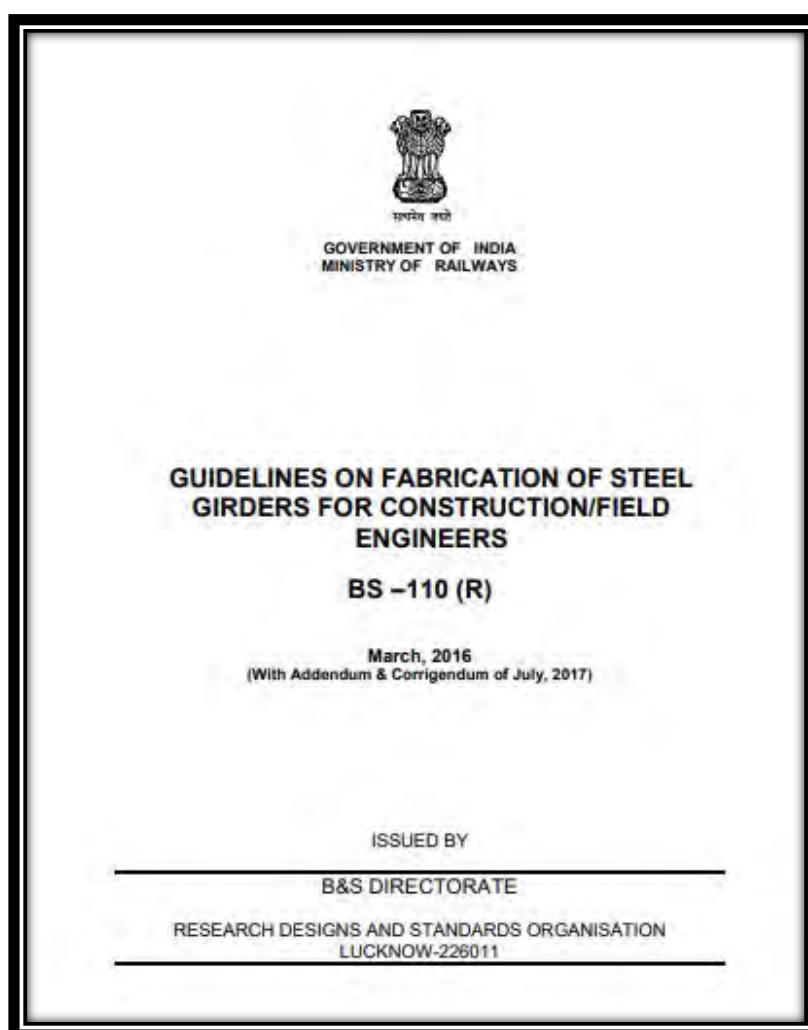 सत्यमेव जयते
GOVERNMENT OF INDIA
MINISTRY OF RAILWAYS
GUIDELINES ON FABRICATION OF STEEL
GIRDERS FOR CONSTRUCTION/FIELD
ENGINEERS
BS –110 (R)
March, 2016
(With Addendum & Corrigendum of July, 2017)
ISSUED BY
B&S DIRECTORATE
RESEARCH DESIGNS AND STANDARDS ORGANISATION
LUCKNOW-226011